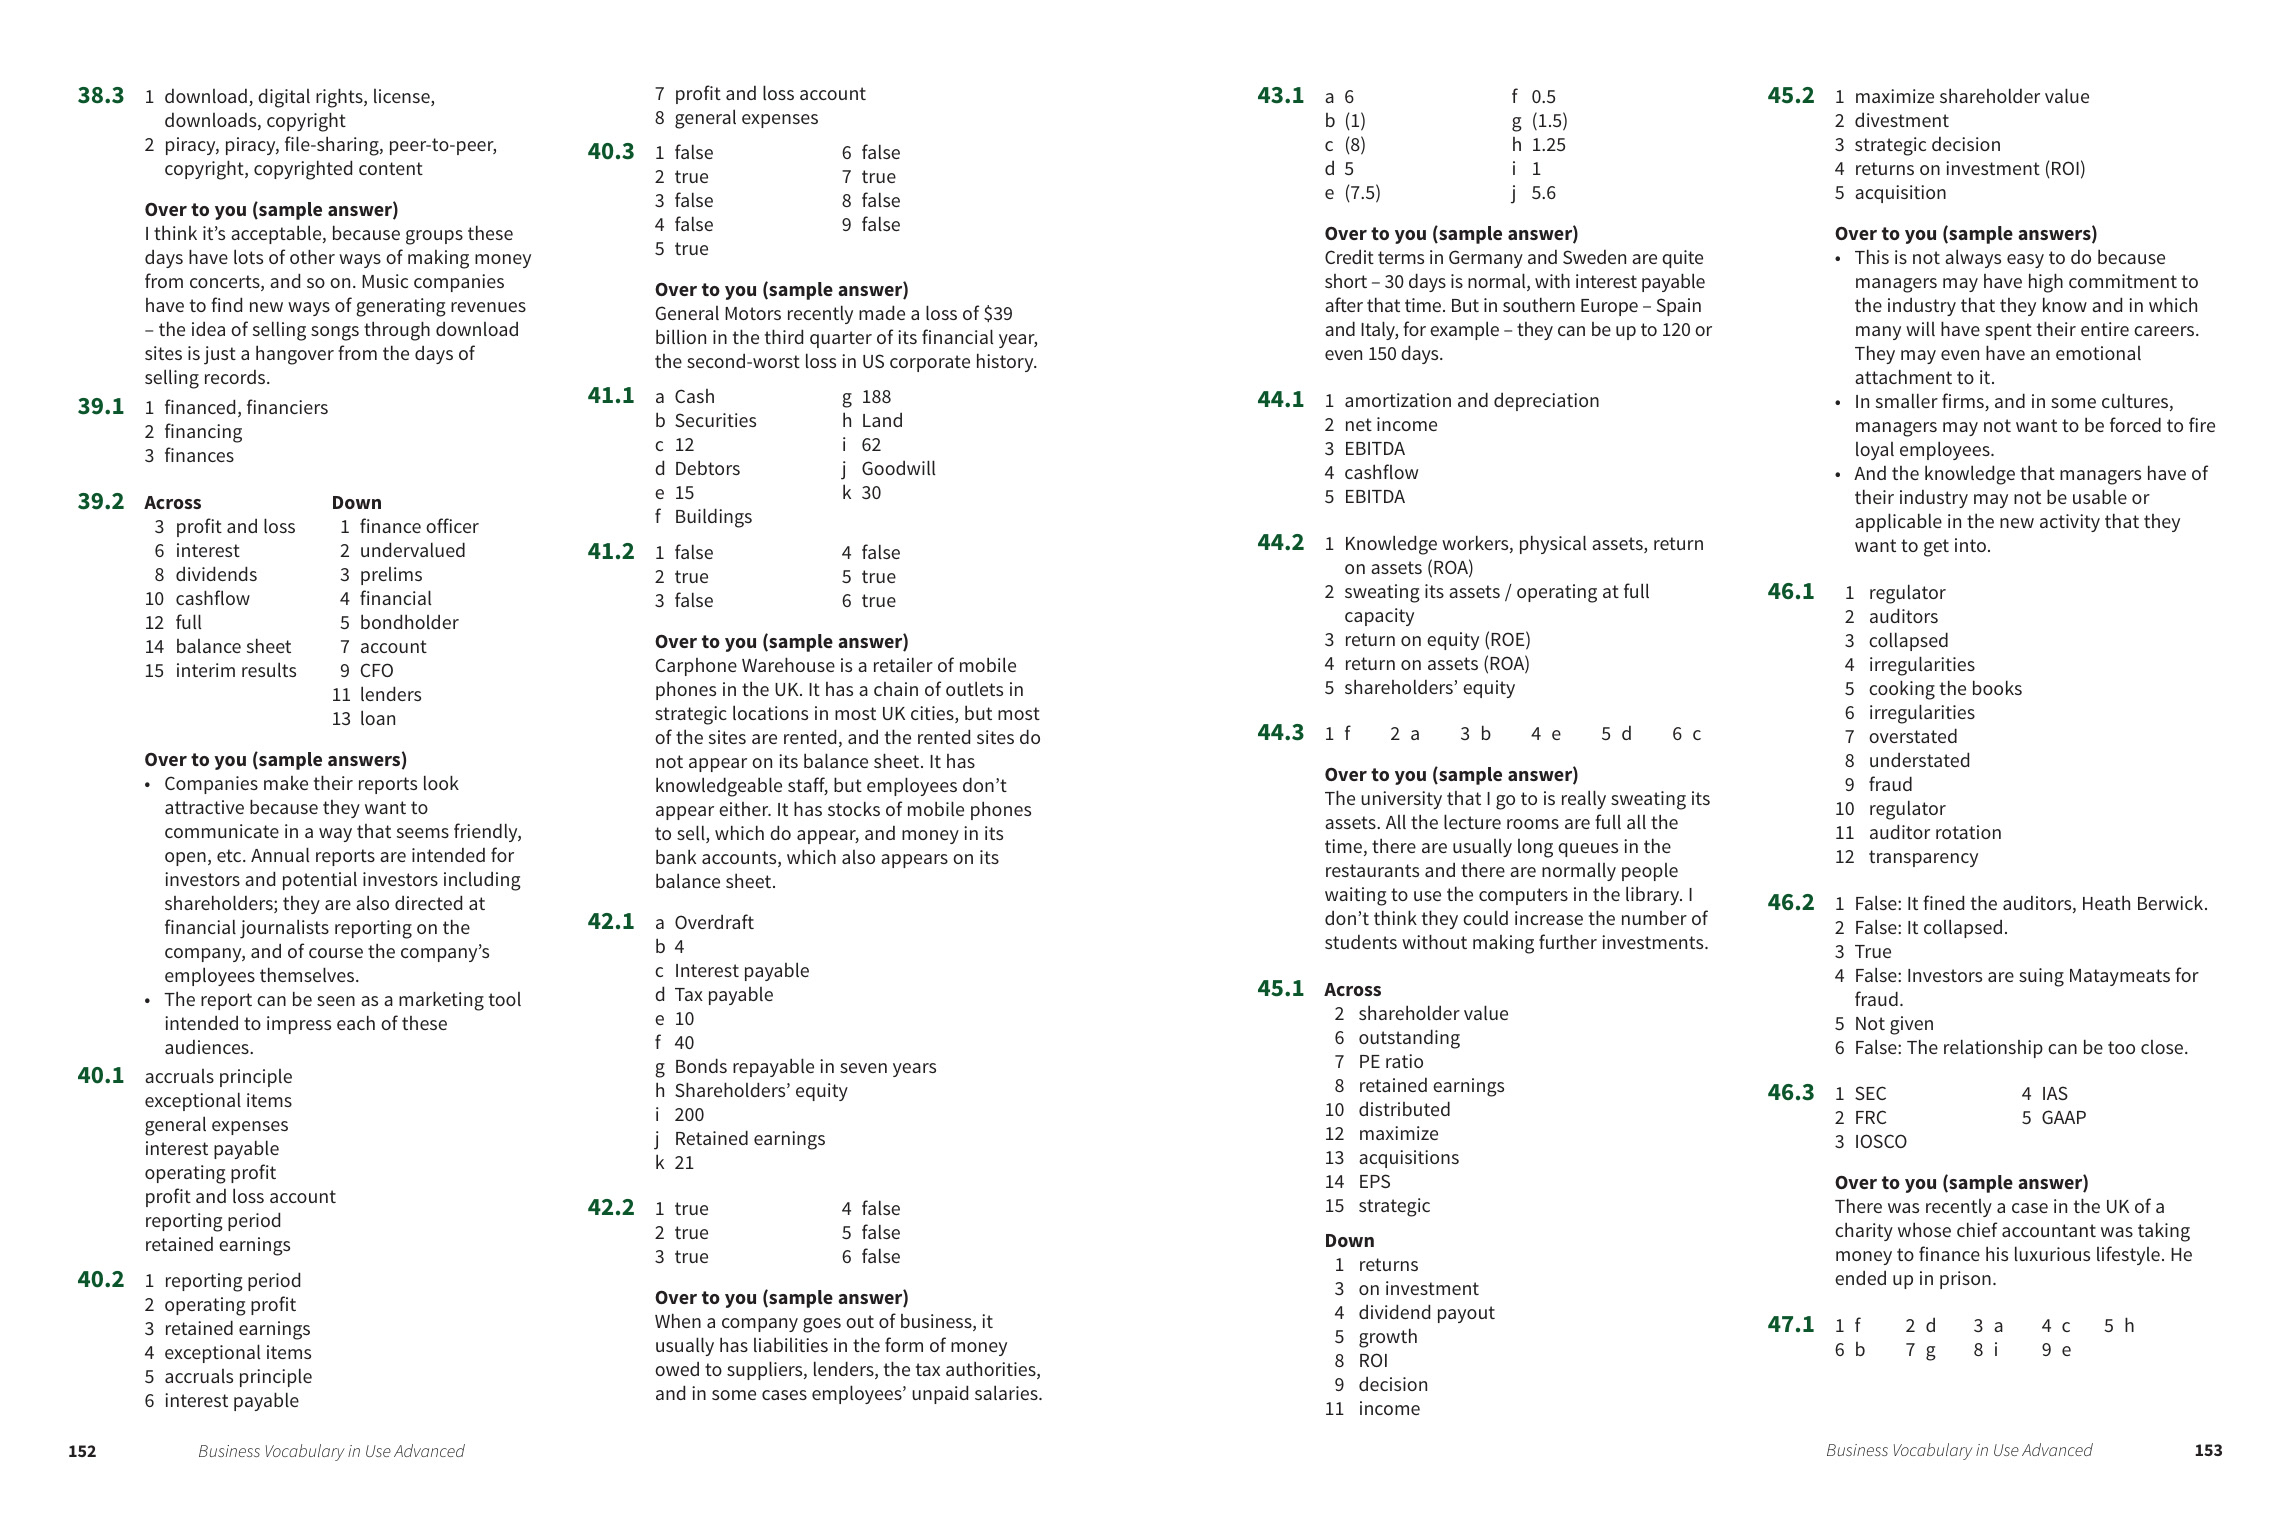 38.3 1 download, digital rights, license,
downloads, copyright
2 piracy, piracy, file-sharing, peer-to-peer,
copyright, copyrighted content
Over to you (sample answer)
I think it’s acceptable, because groups these
days have lots of other ways of making money
from concerts, and so on. Music companies
have to find new ways of generating revenues
– the idea of selling songs through download
sites is just a hangover from the days of
selling records.
39.1 1 financed, financiers
2 financing
3 finances
39.2 Across
3 profit and loss
6 interest
8 dividends
10 cashflow
12 full
14 balance sheet
15 interim results
Down
1 finance officer
2 undervalued
3 prelims
4 financial
5 bondholder
7 account
9 CFO
11 lenders
13 loan
Over to you (sample answers)
• Companies make their reports look
attractive because they want to
communicate in a way that seems friendly,
open, etc. Annual reports are intended for
investors and potential investors including
shareholders; they are also directed at
financial journalists reporting on the
company, and of course the company’s
employees themselves.
• The report can be seen as a marketing tool
intended to impress each of these
audiences.
40.1 accruals principle
exceptional items
general expenses
interest payable
operating profit
profit and loss account
reporting period
retained earnings
40.2 1 reporting period
2 operating profit
3 retained earnings
4 exceptional items
5 accruals principle
6 interest payable
7 profit and loss account
8 general expenses
40.3 1 false
2 true
3 false
4 false
5 true
6 false
7 true
8 false
9 false
Over to you (sample answer)
General Motors recently made a loss of $39
billion in the third quarter of its financial year,
the second-worst loss in US corporate history.
41.1 a Cash
b Securities
c 12
d Debtors
e 15
f Buildings
g 188
h Land
i 62
j Goodwill
k 30
41.2 1 false
2 true
3 false
4 false
5 true
6 true
Over to you (sample answer)
Carphone Warehouse is a retailer of mobile
phones in the UK. It has a chain of outlets in
strategic locations in most UK cities, but most
of the sites are rented, and the rented sites do
not appear on its balance sheet. It has
knowledgeable staff, but employees don’t
appear either. It has stocks of mobile phones
to sell, which do appear, and money in its
bank accounts, which also appears on its
balance sheet.
42.1 a Overdraft
b 4
c Interest payable
d Tax payable
e 10
f 40
g Bonds repayable in seven years
h Shareholders’ equity
i 200
j Retained earnings
k 21
42.2 1 true
2 true
3 true
4 false
5 false
6 false
Over to you (sample answer)
When a company goes out of business, it
usually has liabilities in the form of money
owed to suppliers, lenders, the tax authorities,
and in some cases employees’ unpaid salaries.
152 Business Vocabulary in Use Advanced
43.1 a 6
b (1)
c (8)
d 5
e (7.5)
f 0.5
g (1.5)
h 1.25
i 1
j 5.6
Over to you (sample answer)
Credit terms in Germany and Sweden are quite
short – 30 days is normal, with interest payable
after that time. But in southern Europe – Spain
and Italy, for example – they can be up to 120 or
even 150 days.
44.1 1 amortization and depreciation
2 net income
3 EBITDA
4 cashflow
5 EBITDA
44.2 1 Knowledge workers, physical assets, return
on assets (ROA)
2 sweating its assets / operating at full
capacity
3 return on equity (ROE)
4 return on assets (ROA)
5 shareholders’ equity
44.3 1 f 2 a 3 b 4 e 5 d 6 c
Over to you (sample answer)
The university that I go to is really sweating its
assets. All the lecture rooms are full all the
time, there are usually long queues in the
restaurants and there are normally people
waiting to use the computers in the library. I
don’t think they could increase the number of
students without making further investments.
45.1 Across
2 shareholder value
6 outstanding
7 PE ratio
8 retained earnings
10 distributed
12 maximize
13 acquisitions
14 EPS
15 strategic
Down
1 returns
3 on investment
4 dividend payout
5 growth
8 ROI
9 decision
11 income
45.2 1 maximize shareholder value
2 divestment
3 strategic decision
4 returns on investment (ROI)
5 acquisition
Over to you (sample answers)
• This is not always easy to do because
managers may have high commitment to
the industry that they know and in which
many will have spent their entire careers.
They may even have an emotional
attachment to it.
• In smaller firms, and in some cultures,
managers may not want to be forced to fire
loyal employees.
• And the knowledge that managers have of
their industry may not be usable or
applicable in the new activity that they
want to get into.
46.1 1 regulator
2 auditors
3 collapsed
4 irregularities
5 cooking the books
6 irregularities
7 overstated
8 understated
9 fraud
10 regulator
11 auditor rotation
12 transparency
46.2 1 False: It fined the auditors, Heath Berwick.
2 False: It collapsed.
3 True
4 False: Investors are suing Mataymeats for
fraud.
5 Not given
6 False: The relationship can be too close.
46.3 1 SEC
2 FRC
3 IOSCO
4 IAS
5 GAAP
Over to you (sample answer)
There was recently a case in the UK of a
charity whose chief accountant was taking
money to finance his luxurious lifestyle. He
ended up in prison.
47.1 1 f 2 d 3 a 4 c 5 h
6 b 7 g 8 i 9 e
Business Vocabulary in Use Advanced 153